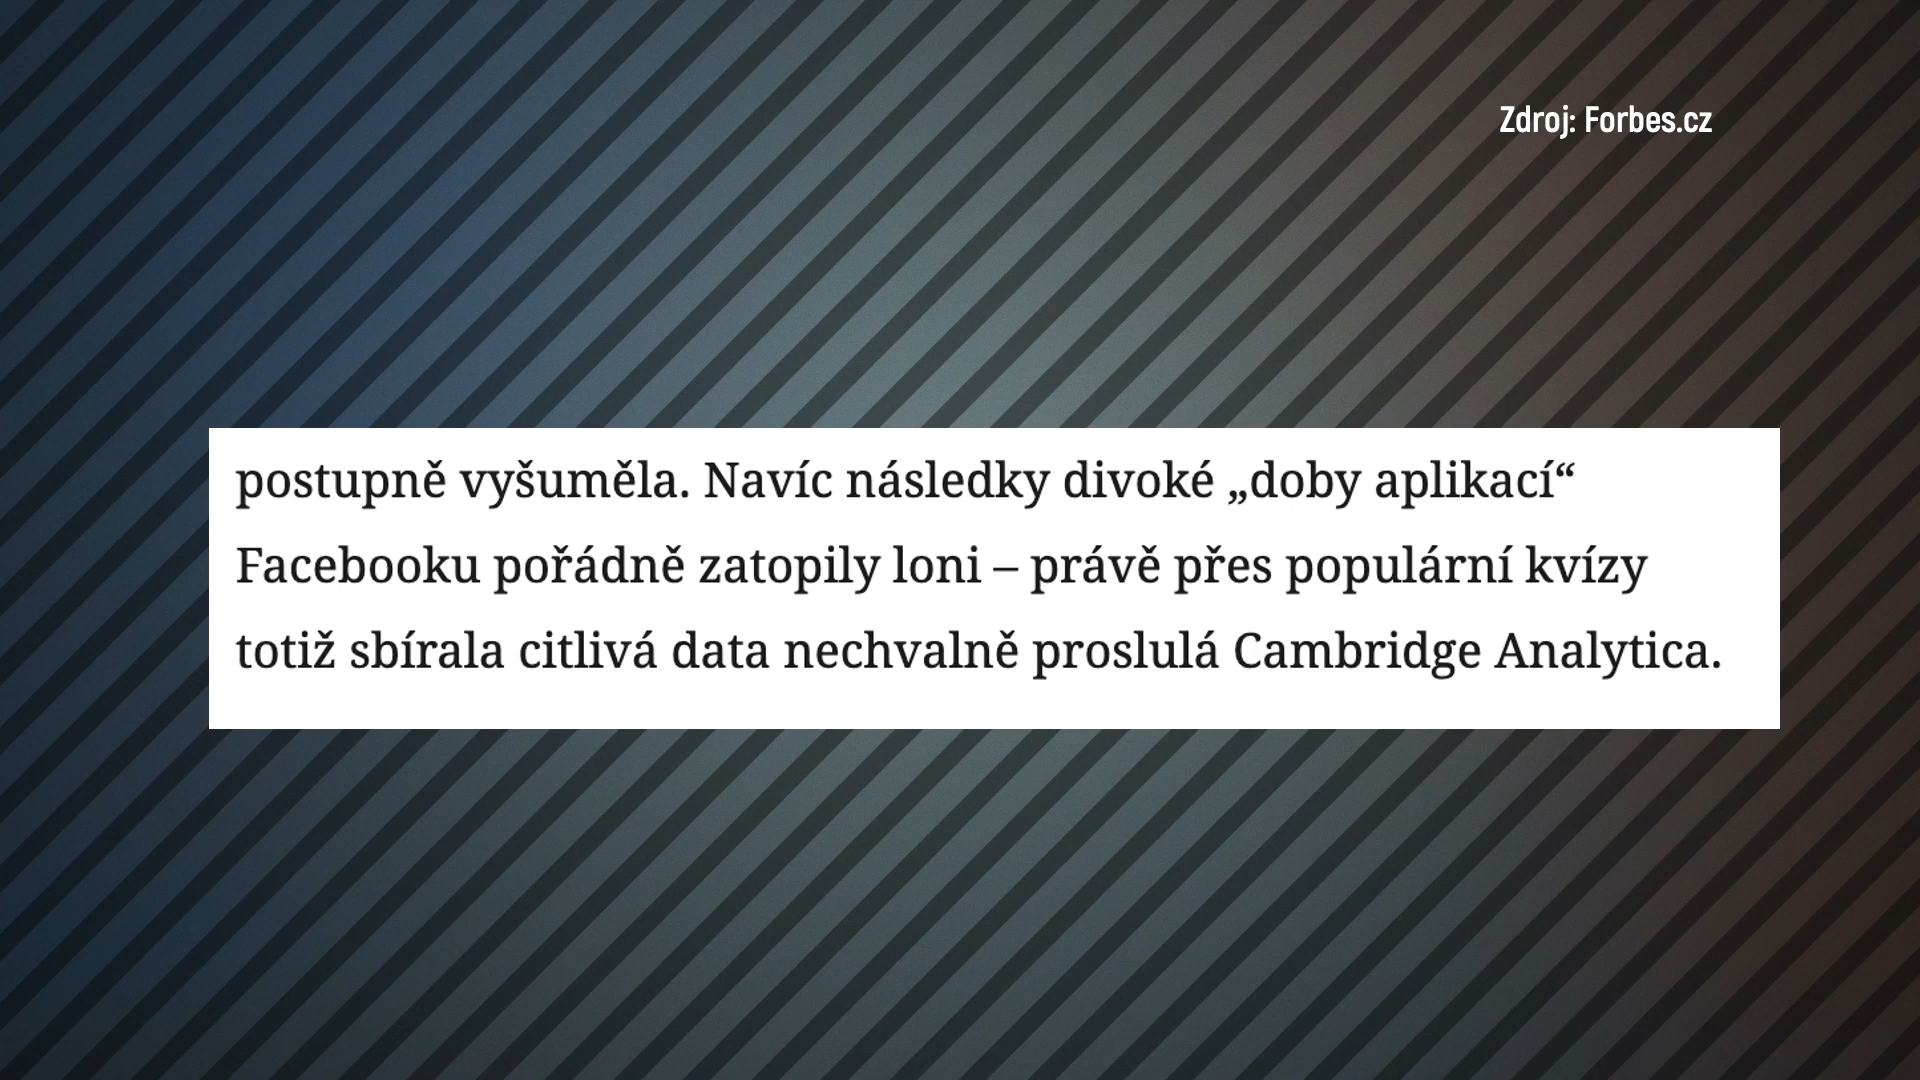 Zdroj: Forbes.cz
postupně vyšuměla. Navíc následky divoké „doby aplikací“
Facebooku pořádně zatopily loni – právě přes populární kvízy
totiž sbírala citlivá data nechvalně proslulá Cambridge Analytica.